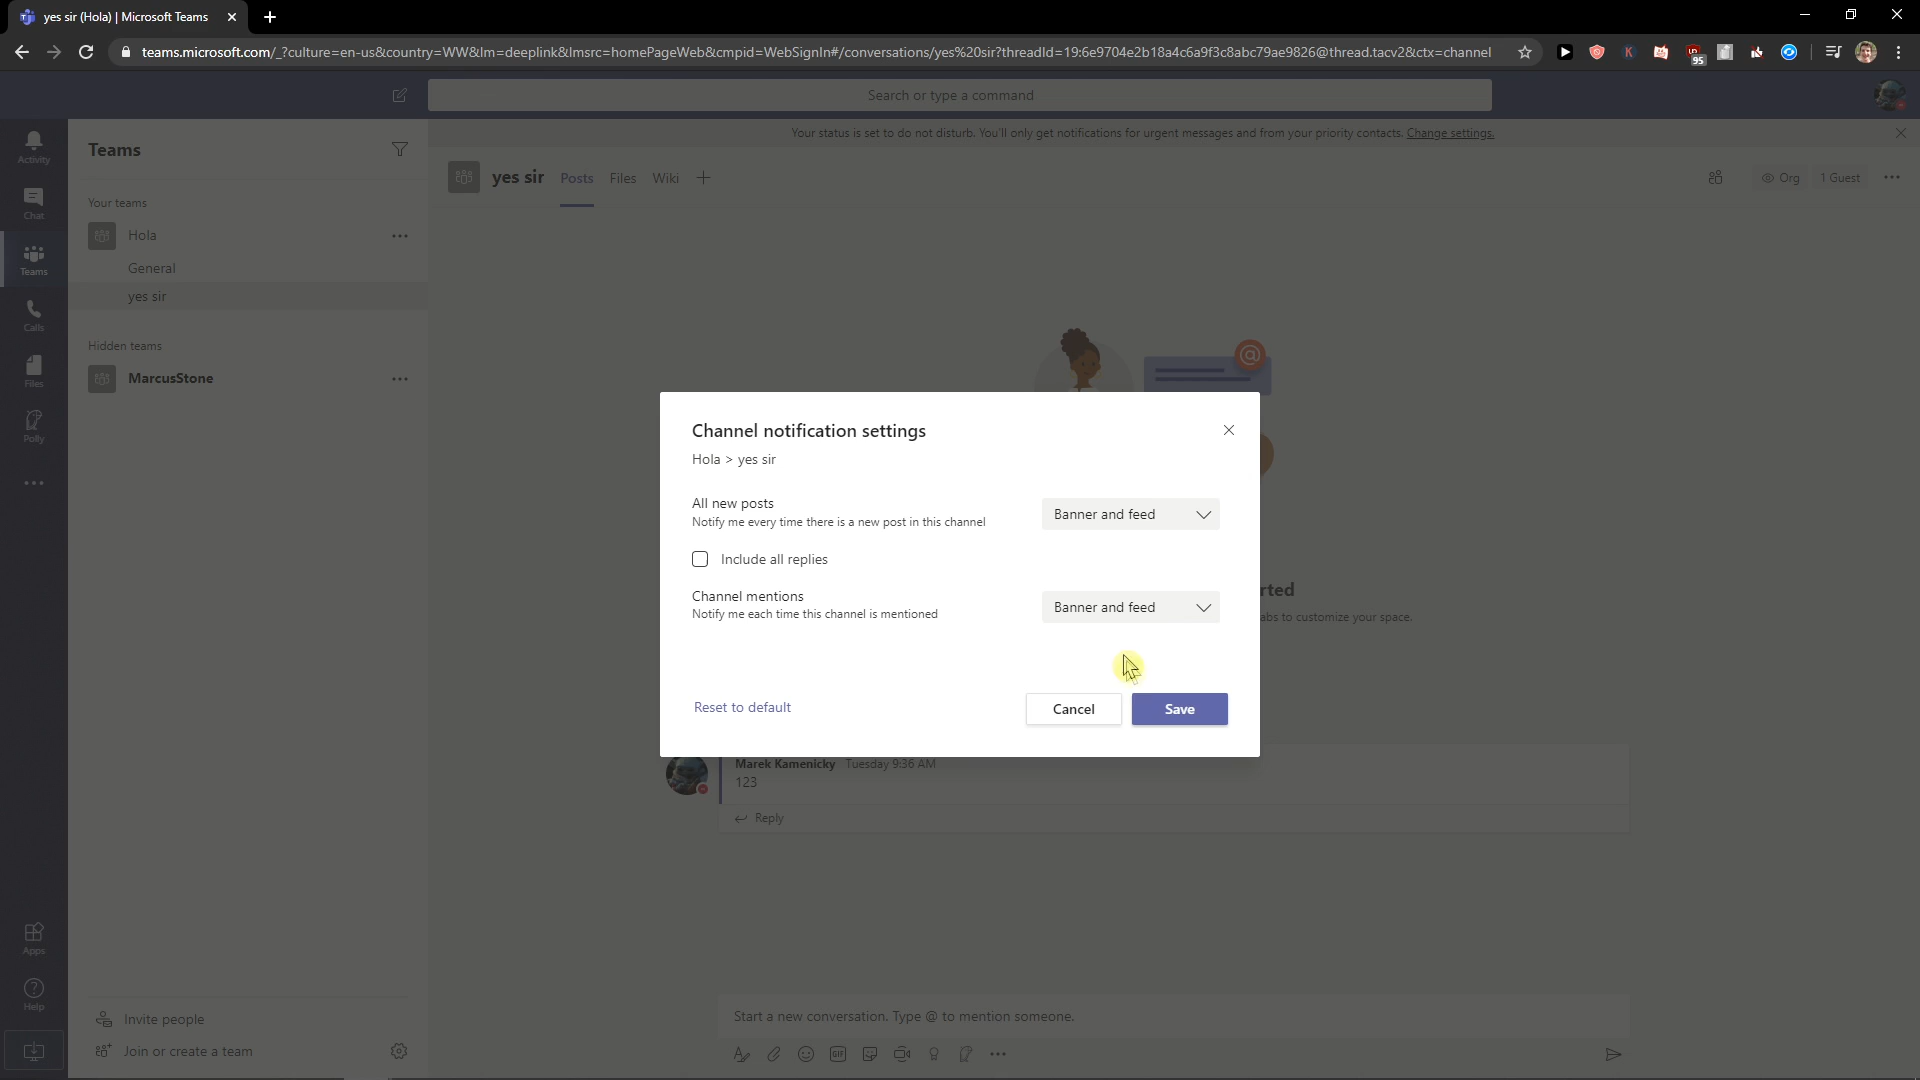 yes sir (Hola) | Microsoft Teams
teams.microsoft.com/_?culture=en-us&country=WW&lm=deeplink&lmsrc=homePageWeb&cmpid=WebSignIn#/conversations/yes%20sir?threadId=19:6e9704e2b18a4c6a9f3c8abc79ae9826@thread.tacv2&ctx=channel
95
Search or type a command
Your status is set to do not disturb. You'll only get notifications for urgent messages and from your priority contacts. Change settings.
Activity
Chat
Teams
Calls
Files
Polly
Apps
Help
Teams
Your teams
Hola
General
yes sir
Hidden teams
MarcusStone
Invite people
Join or create a team
yes sir Posts Files Wiki
Org 1 Guest
@
Channel notification settings
Hola > yes sir
All new posts
Notify me every time there is a new post in this channel
Banner and feed
Include all replies
Channel mentions
Notify me each time this channel is mentioned
Banner and feed
Reset to default
Cancel
Save
rted
abs to customize your space.
Marek Kamenicky Tuesday 9:36 AM
123
Reply
Start a new conversation. Type @ to mention someone.
GIF